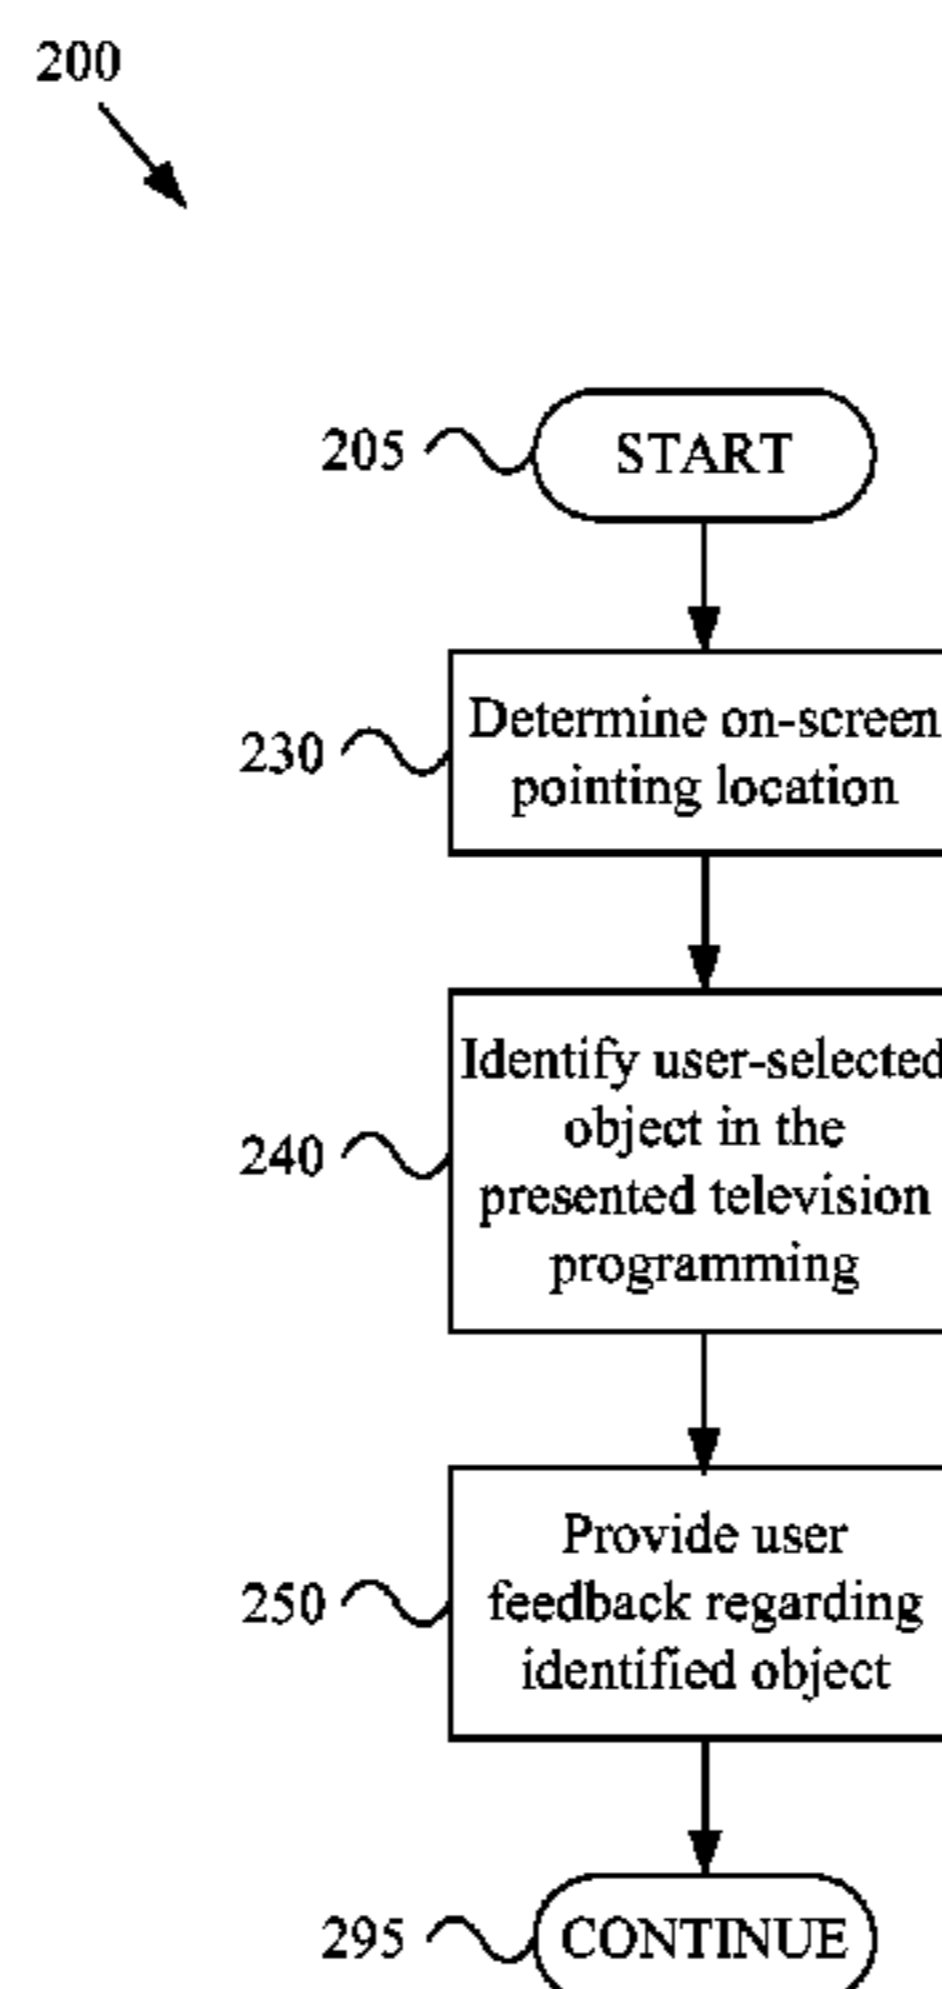 200
205
START
230
Determine on-screen
pointing location
240
Identify user-selected
object in the
presented television
programming
250
Provide user
feedback regarding
identified object
295
CONTINUE